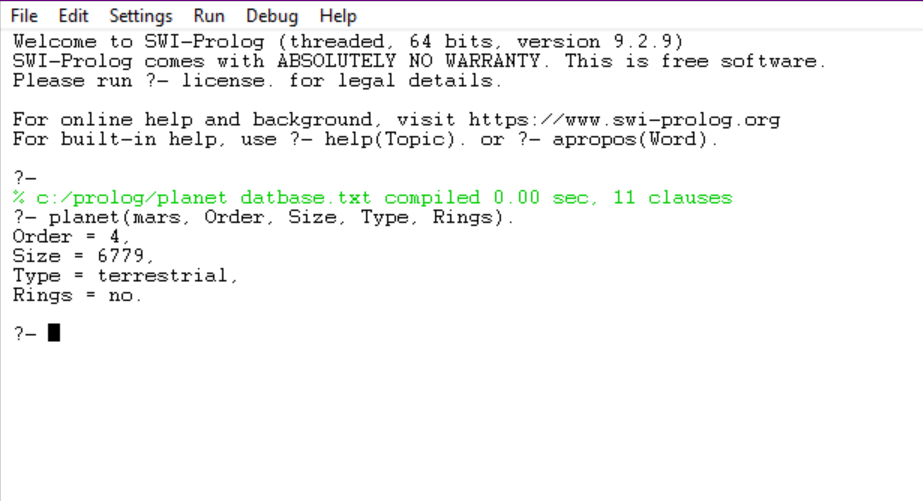 File Edit Settings Run Debug Help
Welcome to SWI-Prolog (threaded, 64 bits, version 9.2.9)
SWI-Prolog comes with ABSOLUTELY NO WARRANTY. This is free software.
Please run ?- license. for legal details.
For online help and background, visit https://www.swi-prolog.org
For built-in help, use ?- help(Topic). or ?- apropos(Word).
?-
% c:/prolog/planet datbase.txt compiled 0.00 sec, 11 clauses
?- planet(mars, Order, Size, Type, Rings).
Order = 4,
Size = 6779,
Type = terrestrial,
Rings = no.
?-